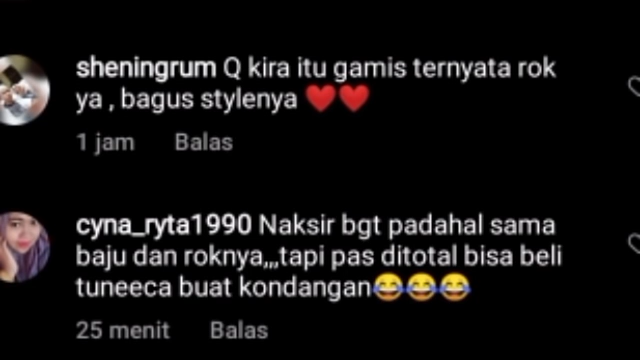 sheningrum Q kira itu gamis ternyata rok
ya , bagus stylenya ❤️❤️
1 jam Balas
cyna_ryta1990 Naksir bgt padahal sama
baju dan roknya,,,tapi pas ditotal bisa beli
tuneeca buat kondangan😂😂😂
25 menit Balas